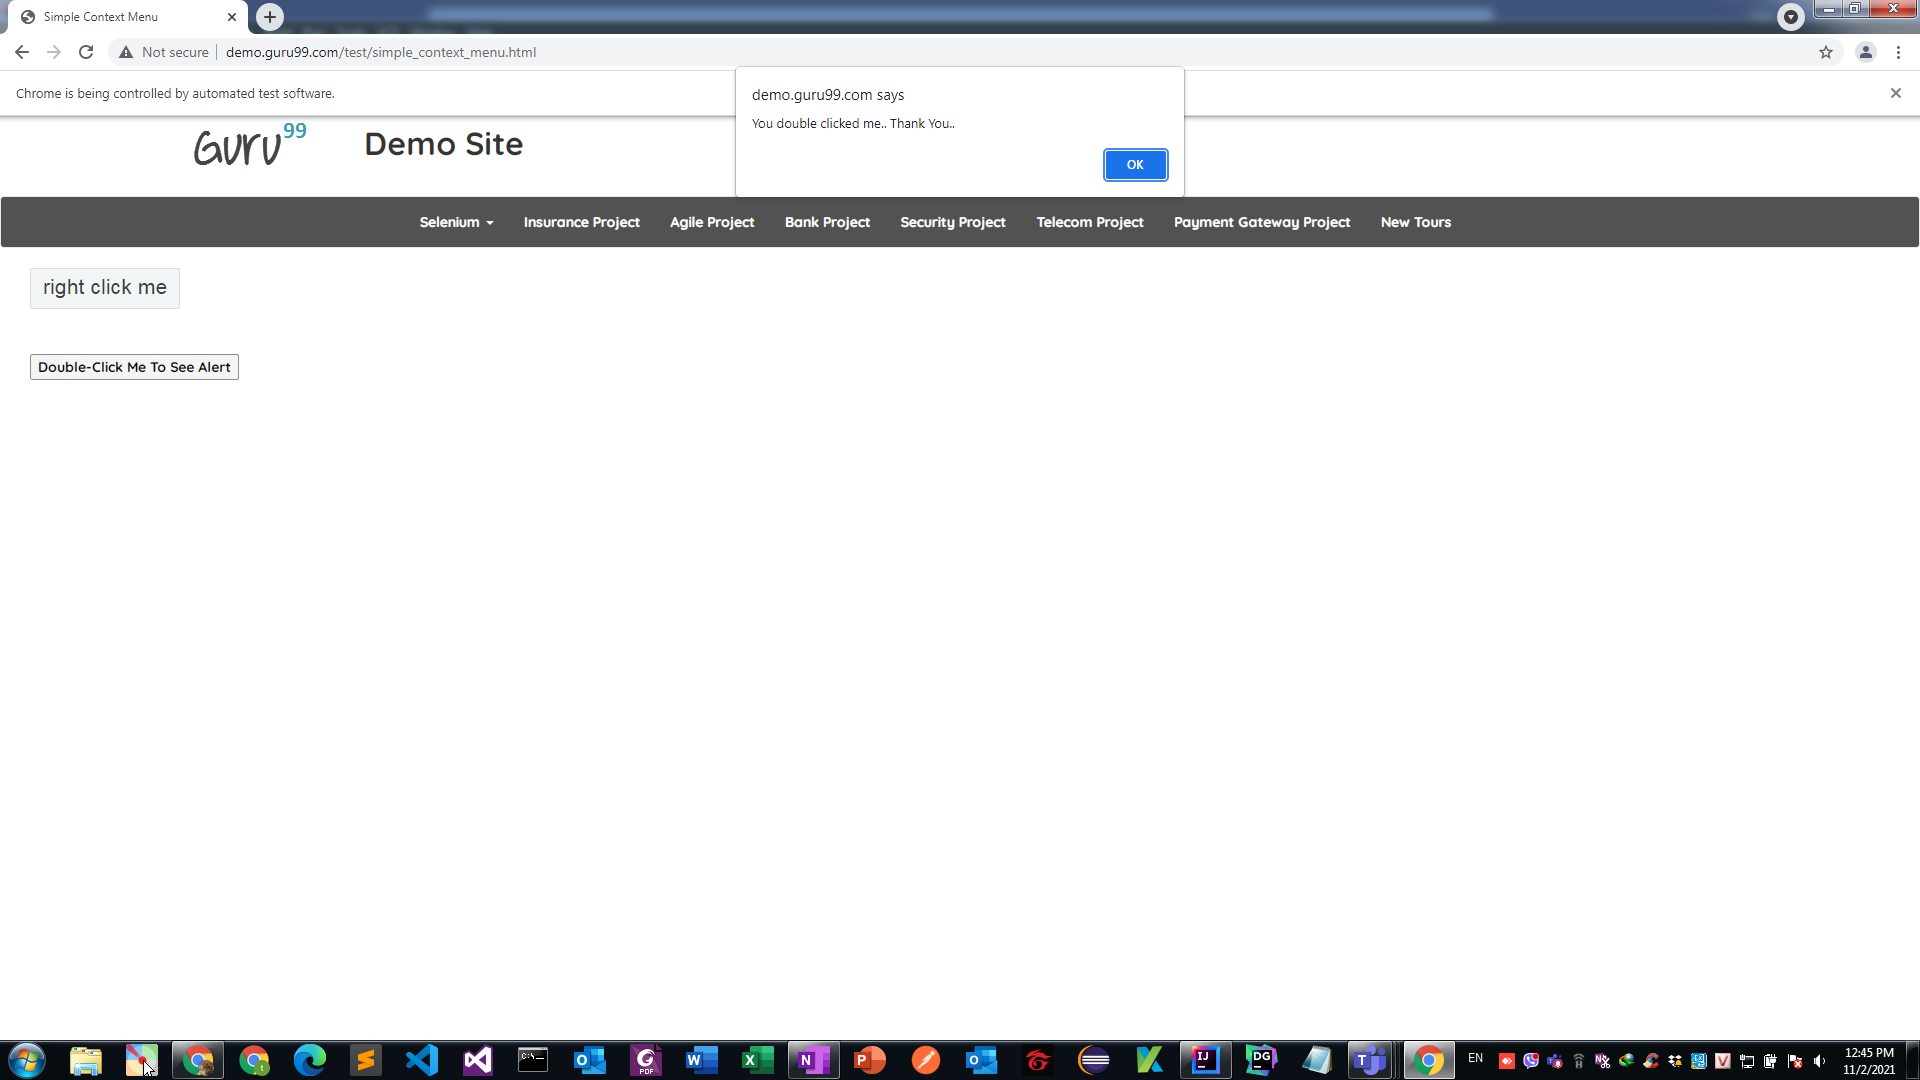 Simple Context Menu
Not secure
demo.guru99.com/test/simple_context_menu.html
Chrome is being controlled by automated test software.
demo.guru99.com says
You double clicked me.. Thank You..
OK
Guru99
Demo Site
Selenium
Insurance Project
Agile Project
Bank Project
Security Project
Telecom Project
Payment Gateway Project
New Tours
right click me
Double-Click Me To See Alert
EN
12:45 PM
11/2/2021